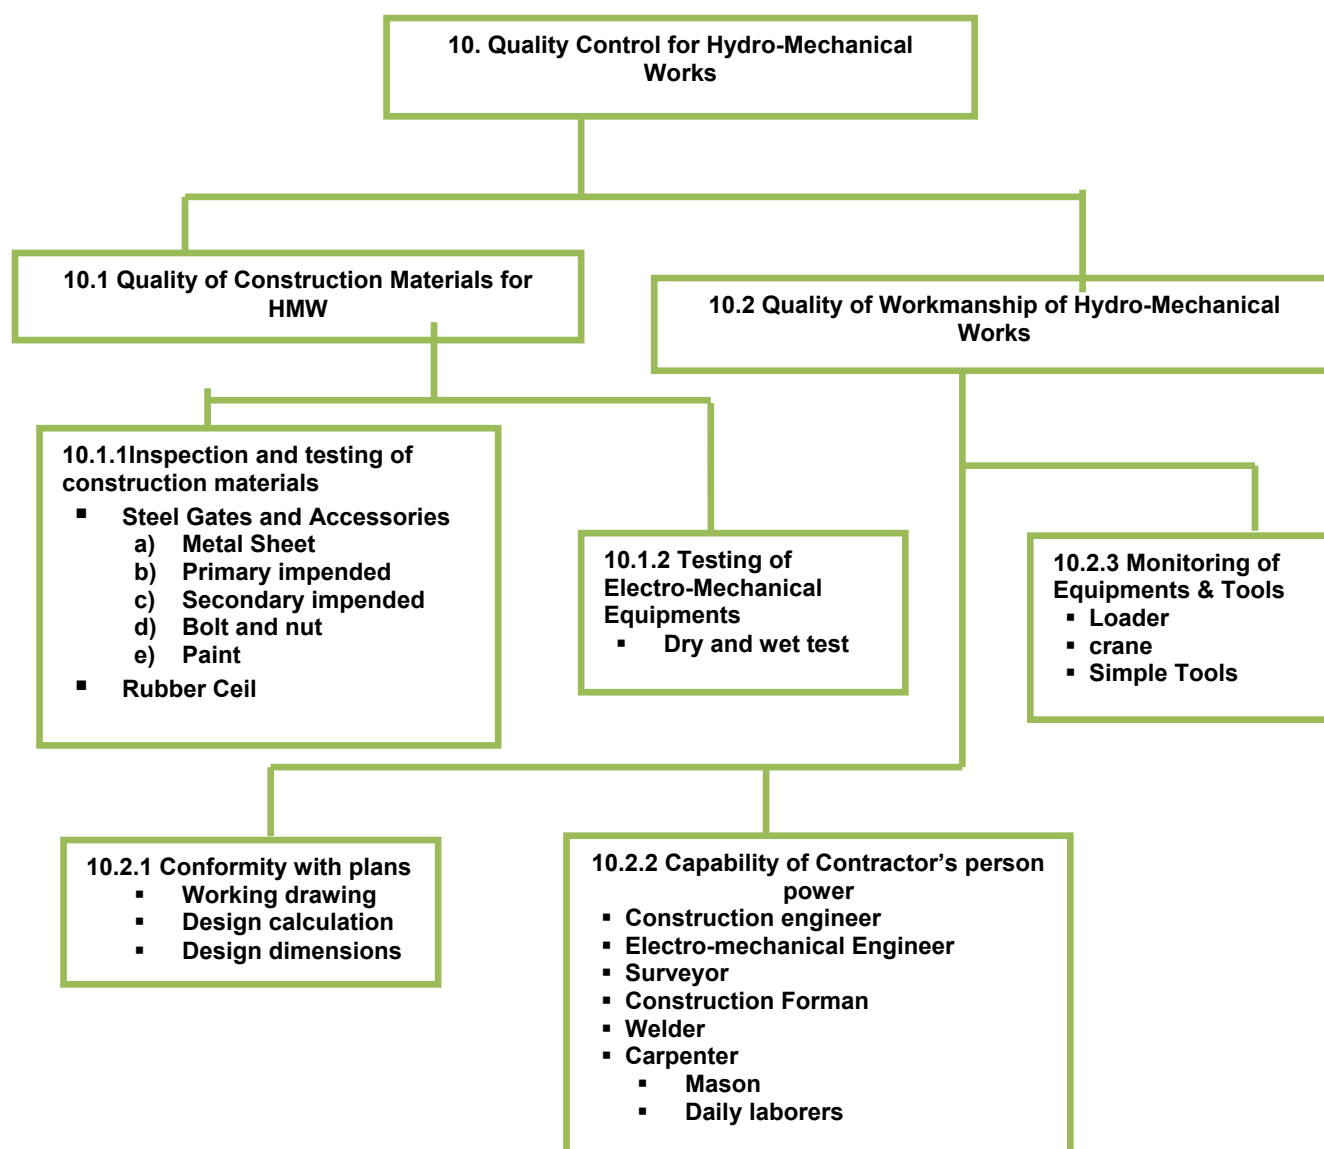 10. Quality Control for Hydro-Mechanical
Works
10.1 Quality of Construction Materials for
HMW
10.2 Quality of Workmanship of Hydro-Mechanical
Works
10.1.1Inspection and testing of
construction materials
▪ Steel Gates and Accessories
a) Metal Sheet
b) Primary impended
c) Secondary impended
d) Bolt and nut
e) Paint
▪ Rubber Ceil
10.1.2 Testing of
Electro-Mechanical
Equipments
▪ Dry and wet test
10.2.3 Monitoring of
Equipments & Tools
▪ Loader
▪ crane
▪ Simple Tools
10.2.1 Conformity with plans
▪ Working drawing
▪ Design calculation
▪ Design dimensions
10.2.2 Capability of Contractor’s person
power
▪ Construction engineer
▪ Electro-mechanical Engineer
▪ Surveyor
▪ Construction Forman
▪ Welder
▪ Carpenter
▪ Mason
▪ Daily laborers